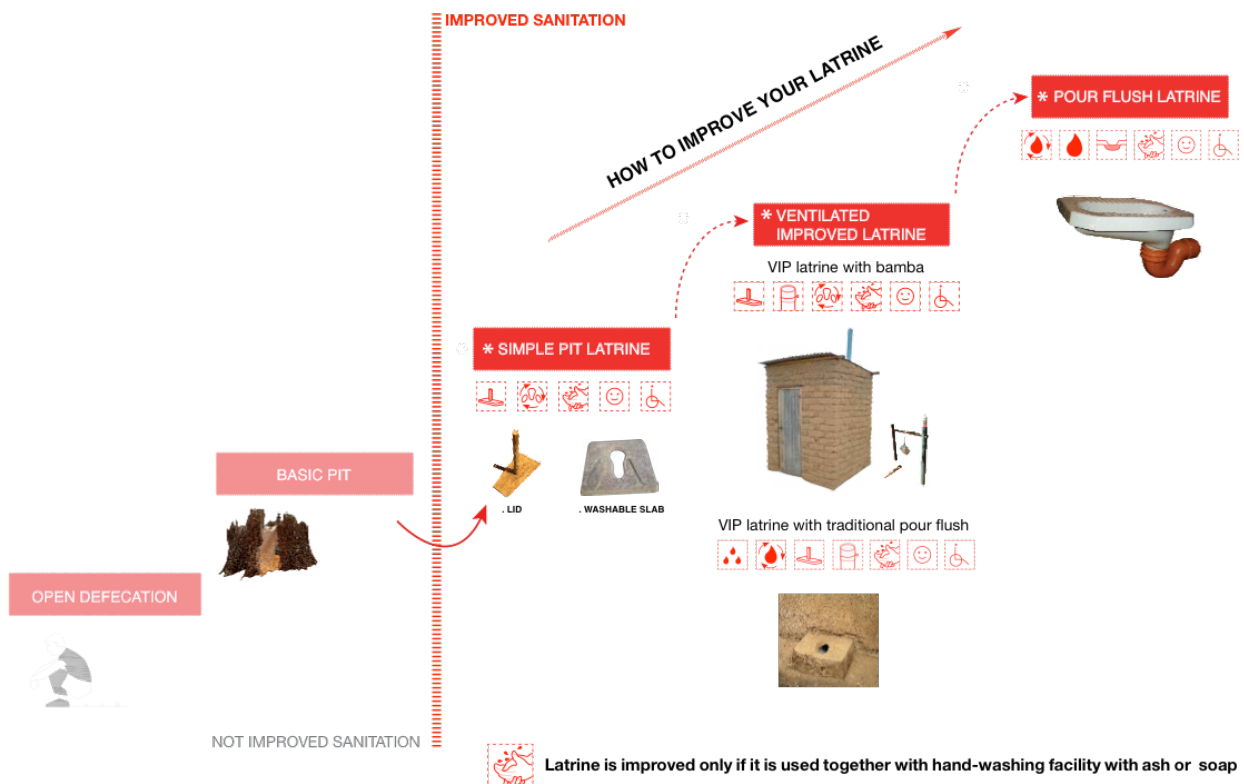 IMPROVED SANITATION
HOW TO IMPROVE YOUR LATRINE
* POUR FLUSH LATRINE
* VENTILATED
IMPROVED LATRINE
VIP latrine with bamba
* SIMPLE PIT LATRINE
BASIC PIT
. LID
. WASHABLE SLAB
VIP latrine with traditional pour flush
OPEN DEFECATION
NOT IMPROVED SANITATION
Latrine is improved only if it is used together with hand-washing facility with ash or soap